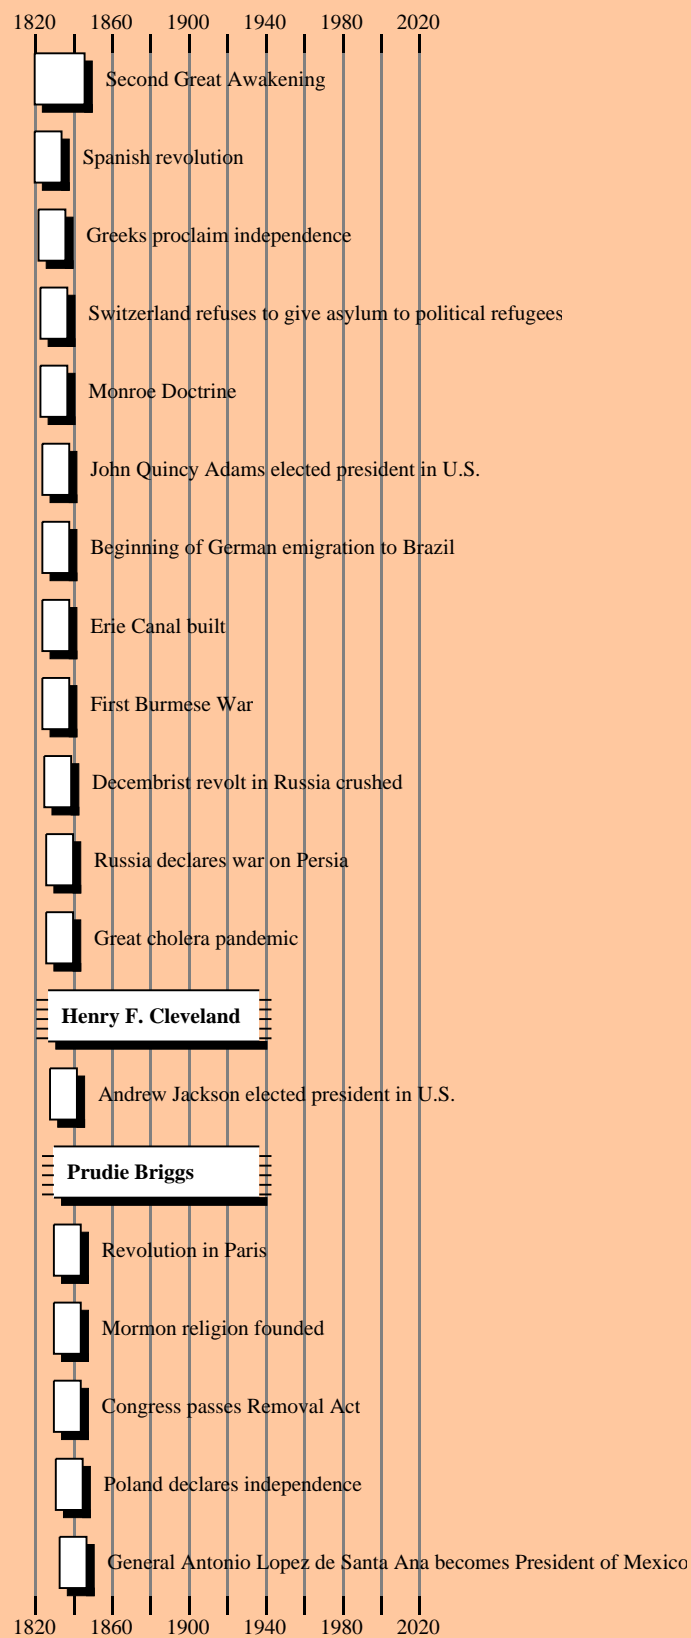 1820 1860 1900 1940 1980 2020
Second Great Awakening
Spanish revolution
Greeks proclaim independence
Switzerland refuses to give asylum to political refugees
Monroe Doctrine
John Quincy Adams elected president in U.S.
Beginning of German emigration to Brazil
Erie Canal built
First Burmese War
Decembrist revolt in Russia crushed
Russia declares war on Persia
Great cholera pandemic
Henry F. Cleveland
Andrew Jackson elected president in U.S.
Prudie Briggs
Revolution in Paris
Mormon religion founded
Congress passes Removal Act
Poland declares independence
General Antonio Lopez de Santa Ana becomes President of Mexico
1820 1860 1900 1940 1980 2020